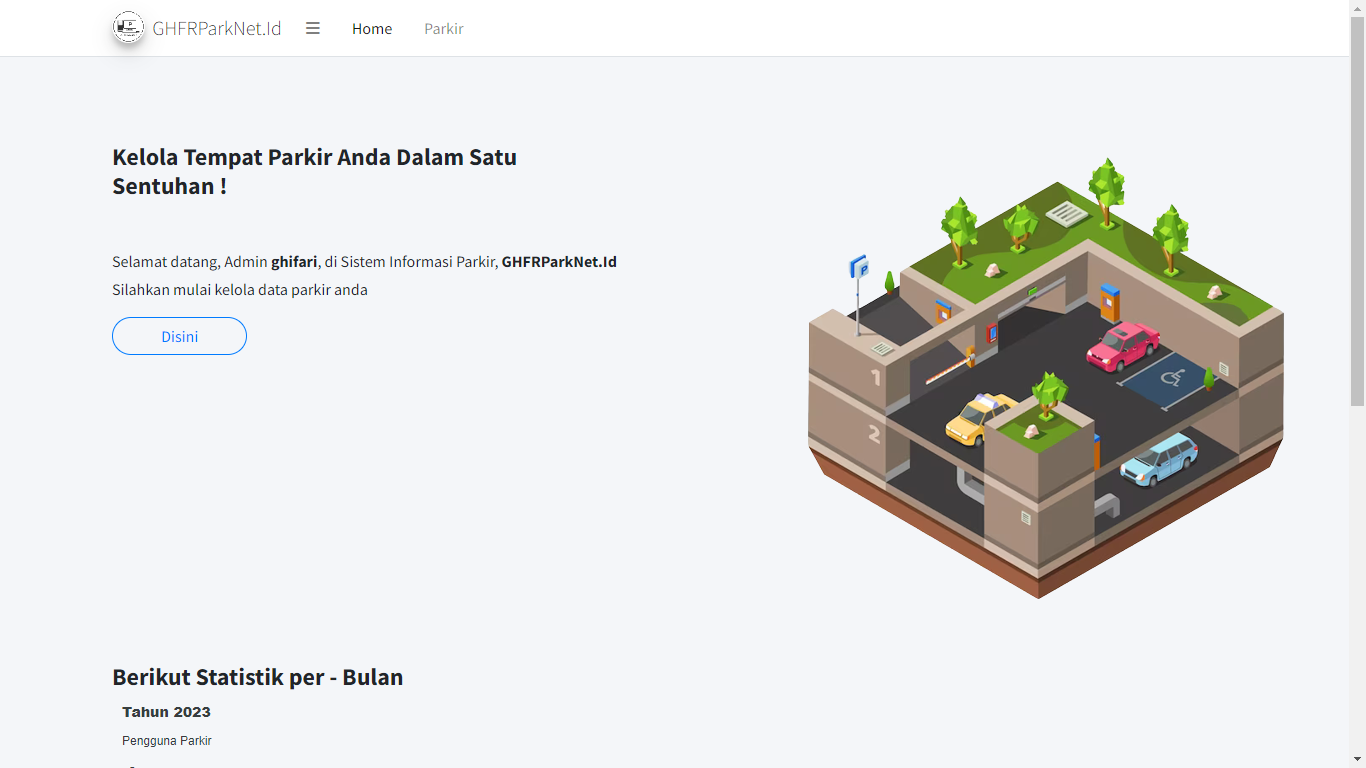 GHFRParkNet.Id
Home
Parkir
Kelola Tempat Parkir Anda Dalam Satu
Sentuhan !
Selamat datang, Admin ghifari, di Sistem Informasi Parkir, GHFRParkNet.Id
Silahkan mulai kelola data parkir anda
Disini
P
1
2
Berikut Statistik per - Bulan
Tahun 2023
Pengguna Parkir